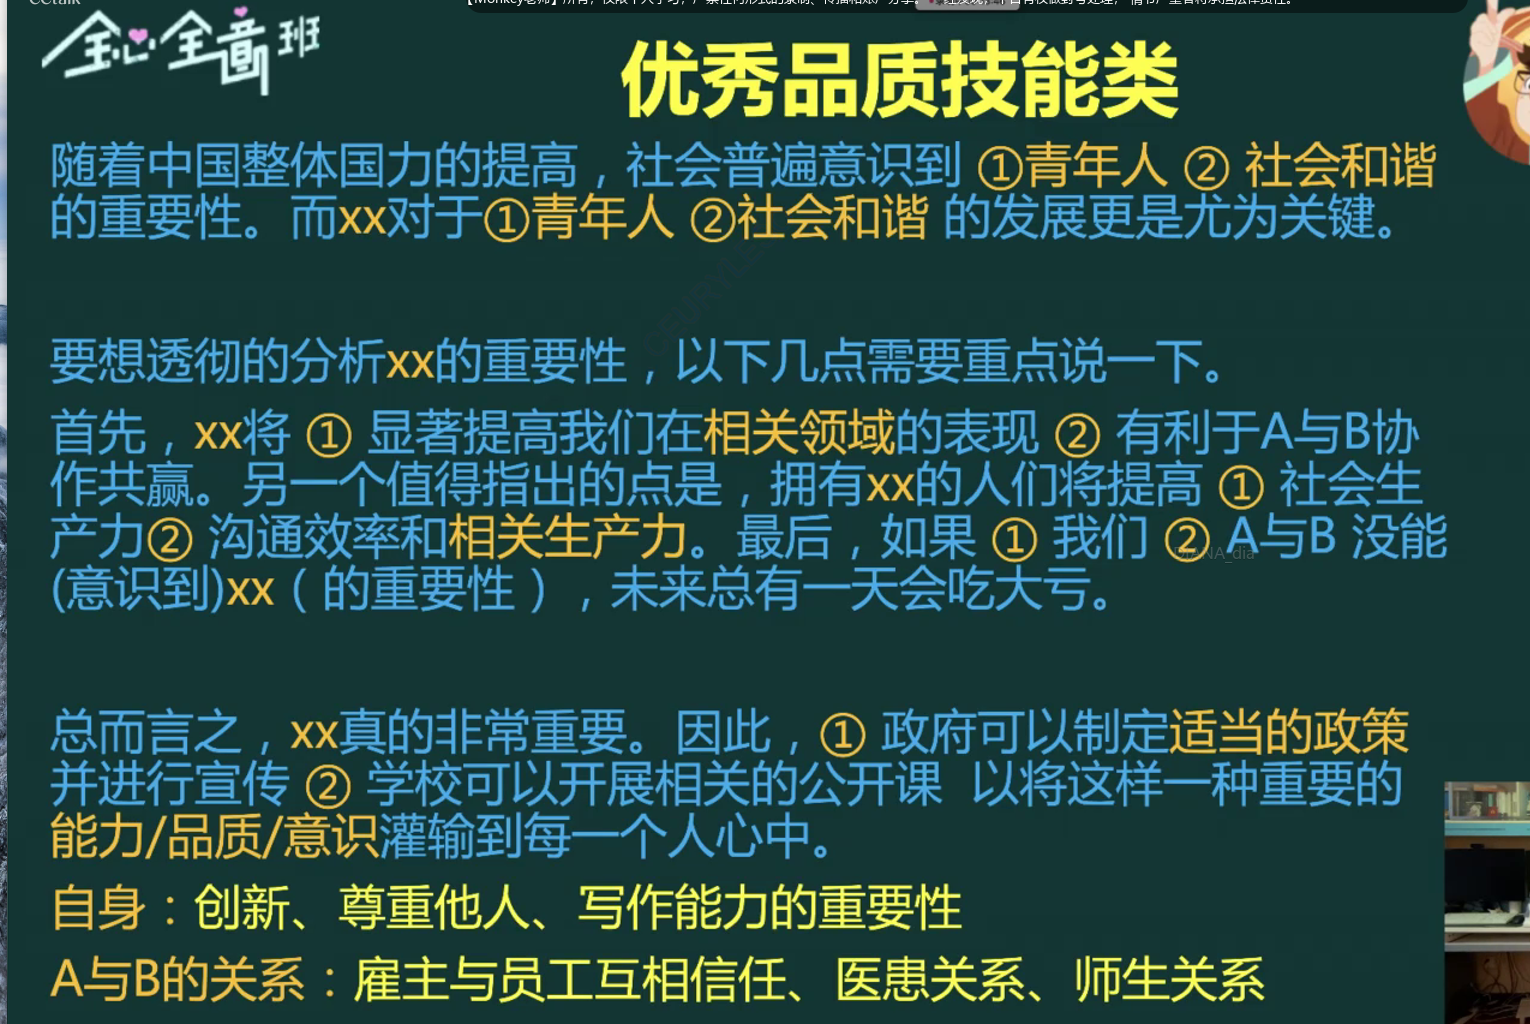 CCtalk
全心全意班
优秀品质技能类
随着中国整体国力的提高，社会普遍意识到 ①青年人 ② 社会和谐
的重要性。而xx对于①青年人 ②社会和谐 的发展更是尤为关键。
要想透彻的分析xx的重要性，以下几点需要重点说一下。
首先，xx将 ① 显著提高我们在相关领域的表现 ② 有利于A与B协
作共赢。另一个值得指出的点是，拥有xx的人们将提高 ① 社会生
产力② 沟通效率和相关生产力。最后，如果 ① 我们 ② A与B 没能
(意识到)xx（的重要性），未来总有一天会吃大亏。
DIANA_dia
总而言之，xx真的非常重要。因此，① 政府可以制定适当的政策
并进行宣传 ② 学校可以开展相关的公开课 以将这样一种重要的
能力/品质/意识灌输到每一个人心中。
自身：创新、尊重他人、写作能力的重要性
A与B的关系：雇主与员工互相信任、医患关系、师生关系